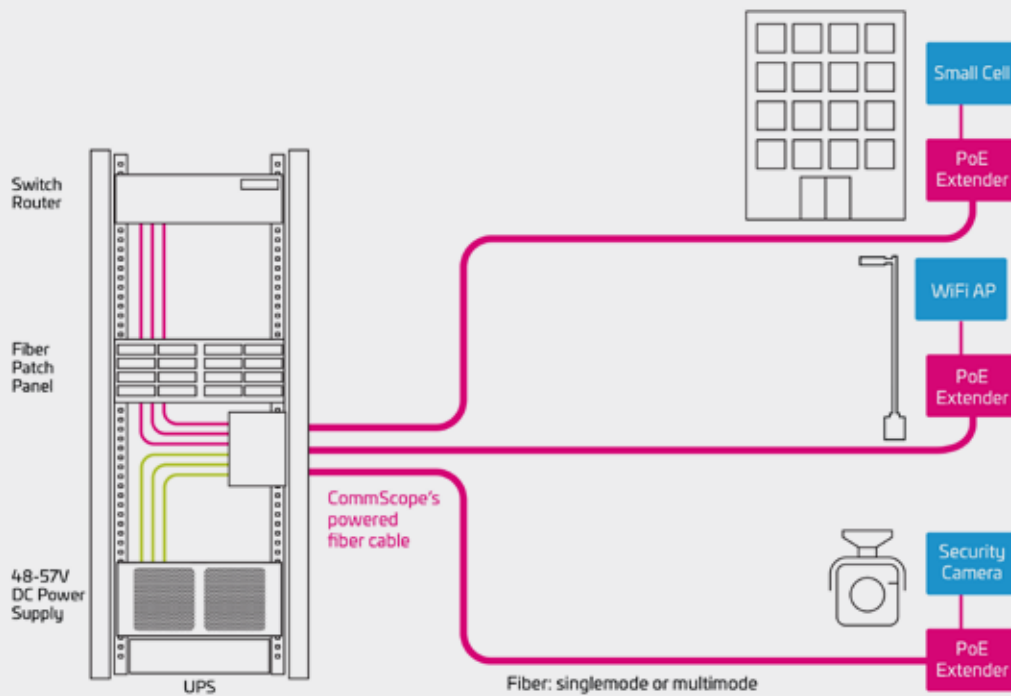 Small Cell
PoE
Extender
Switch
Router
WiFi AP
Fiber
Patch
Panel
PoE
Extender
CommScope's
powered
fiber cable
Security
Camera
48-57V
DC Power
Supply
PoE
Extender
UPS
Fiber: singlemode or multimode